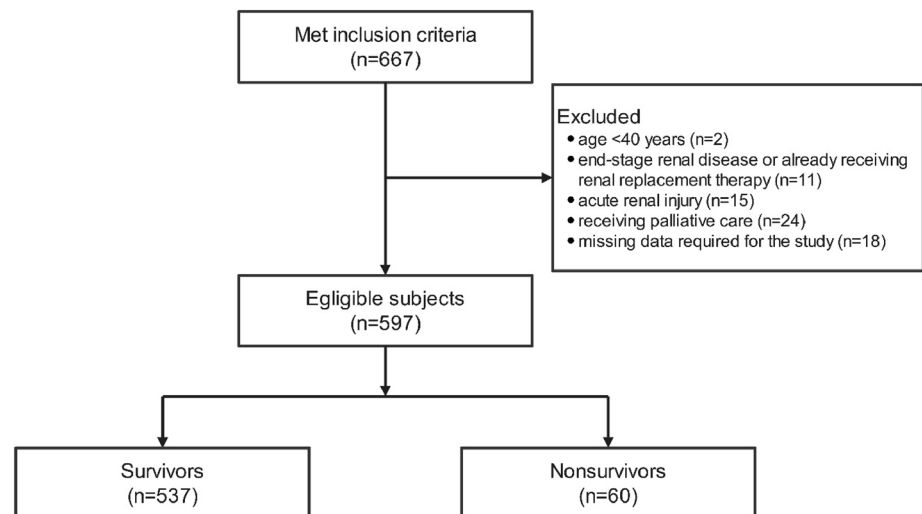 Met inclusion criteria
(n=667)
Excluded
• age <40 years (n=2)
• end-stage renal disease or already receiving
renal replacement therapy (n=11)
• acute renal injury (n=15)
• receiving palliative care (n=24)
• missing data required for the study (n=18)
Egligible subjects
(n=597)
Survivors
(n=537)
Nonsurvivors
(n=60)